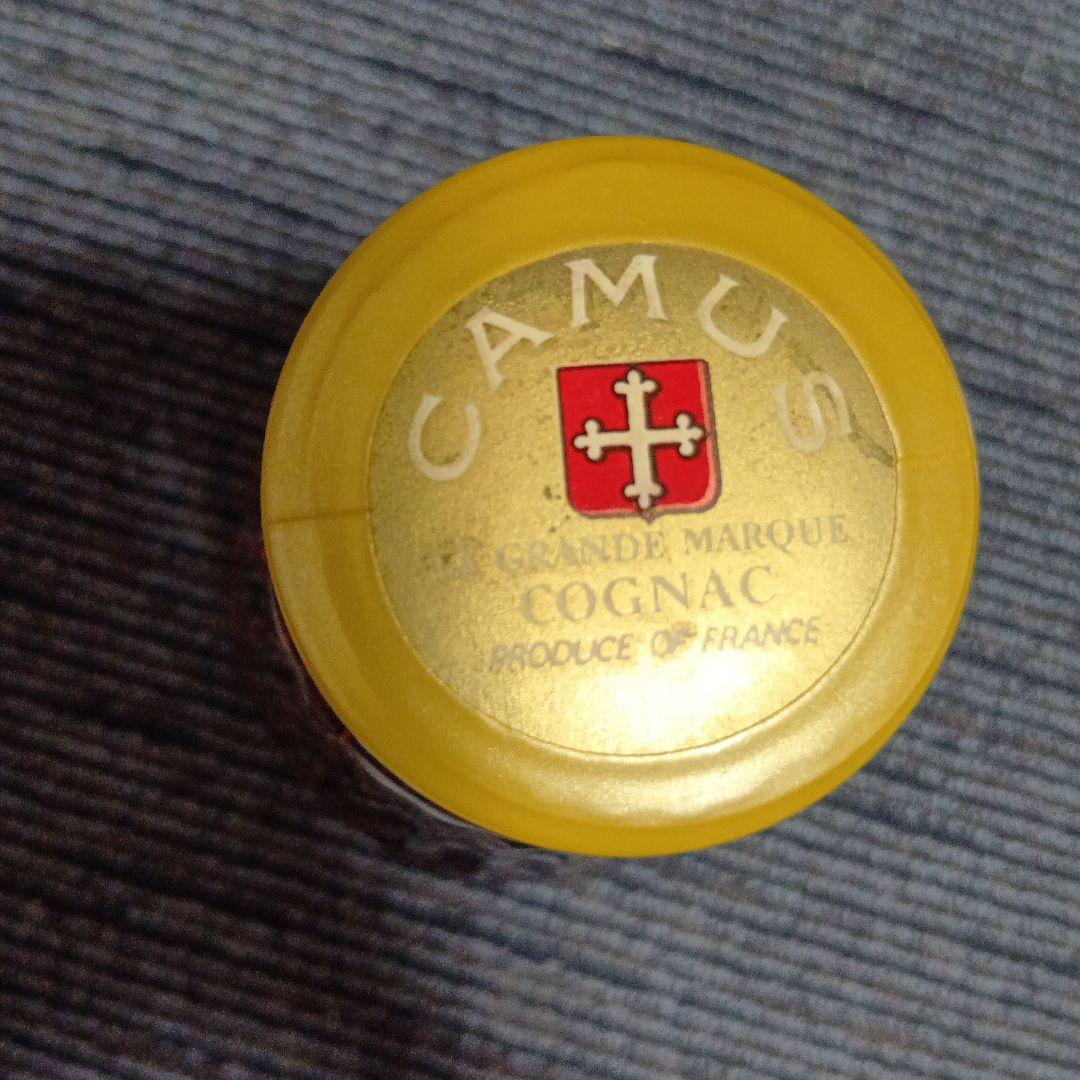 CAMUS
LA GRANDE MARQUE
COGNAC
PRODUCE OF FRANCE